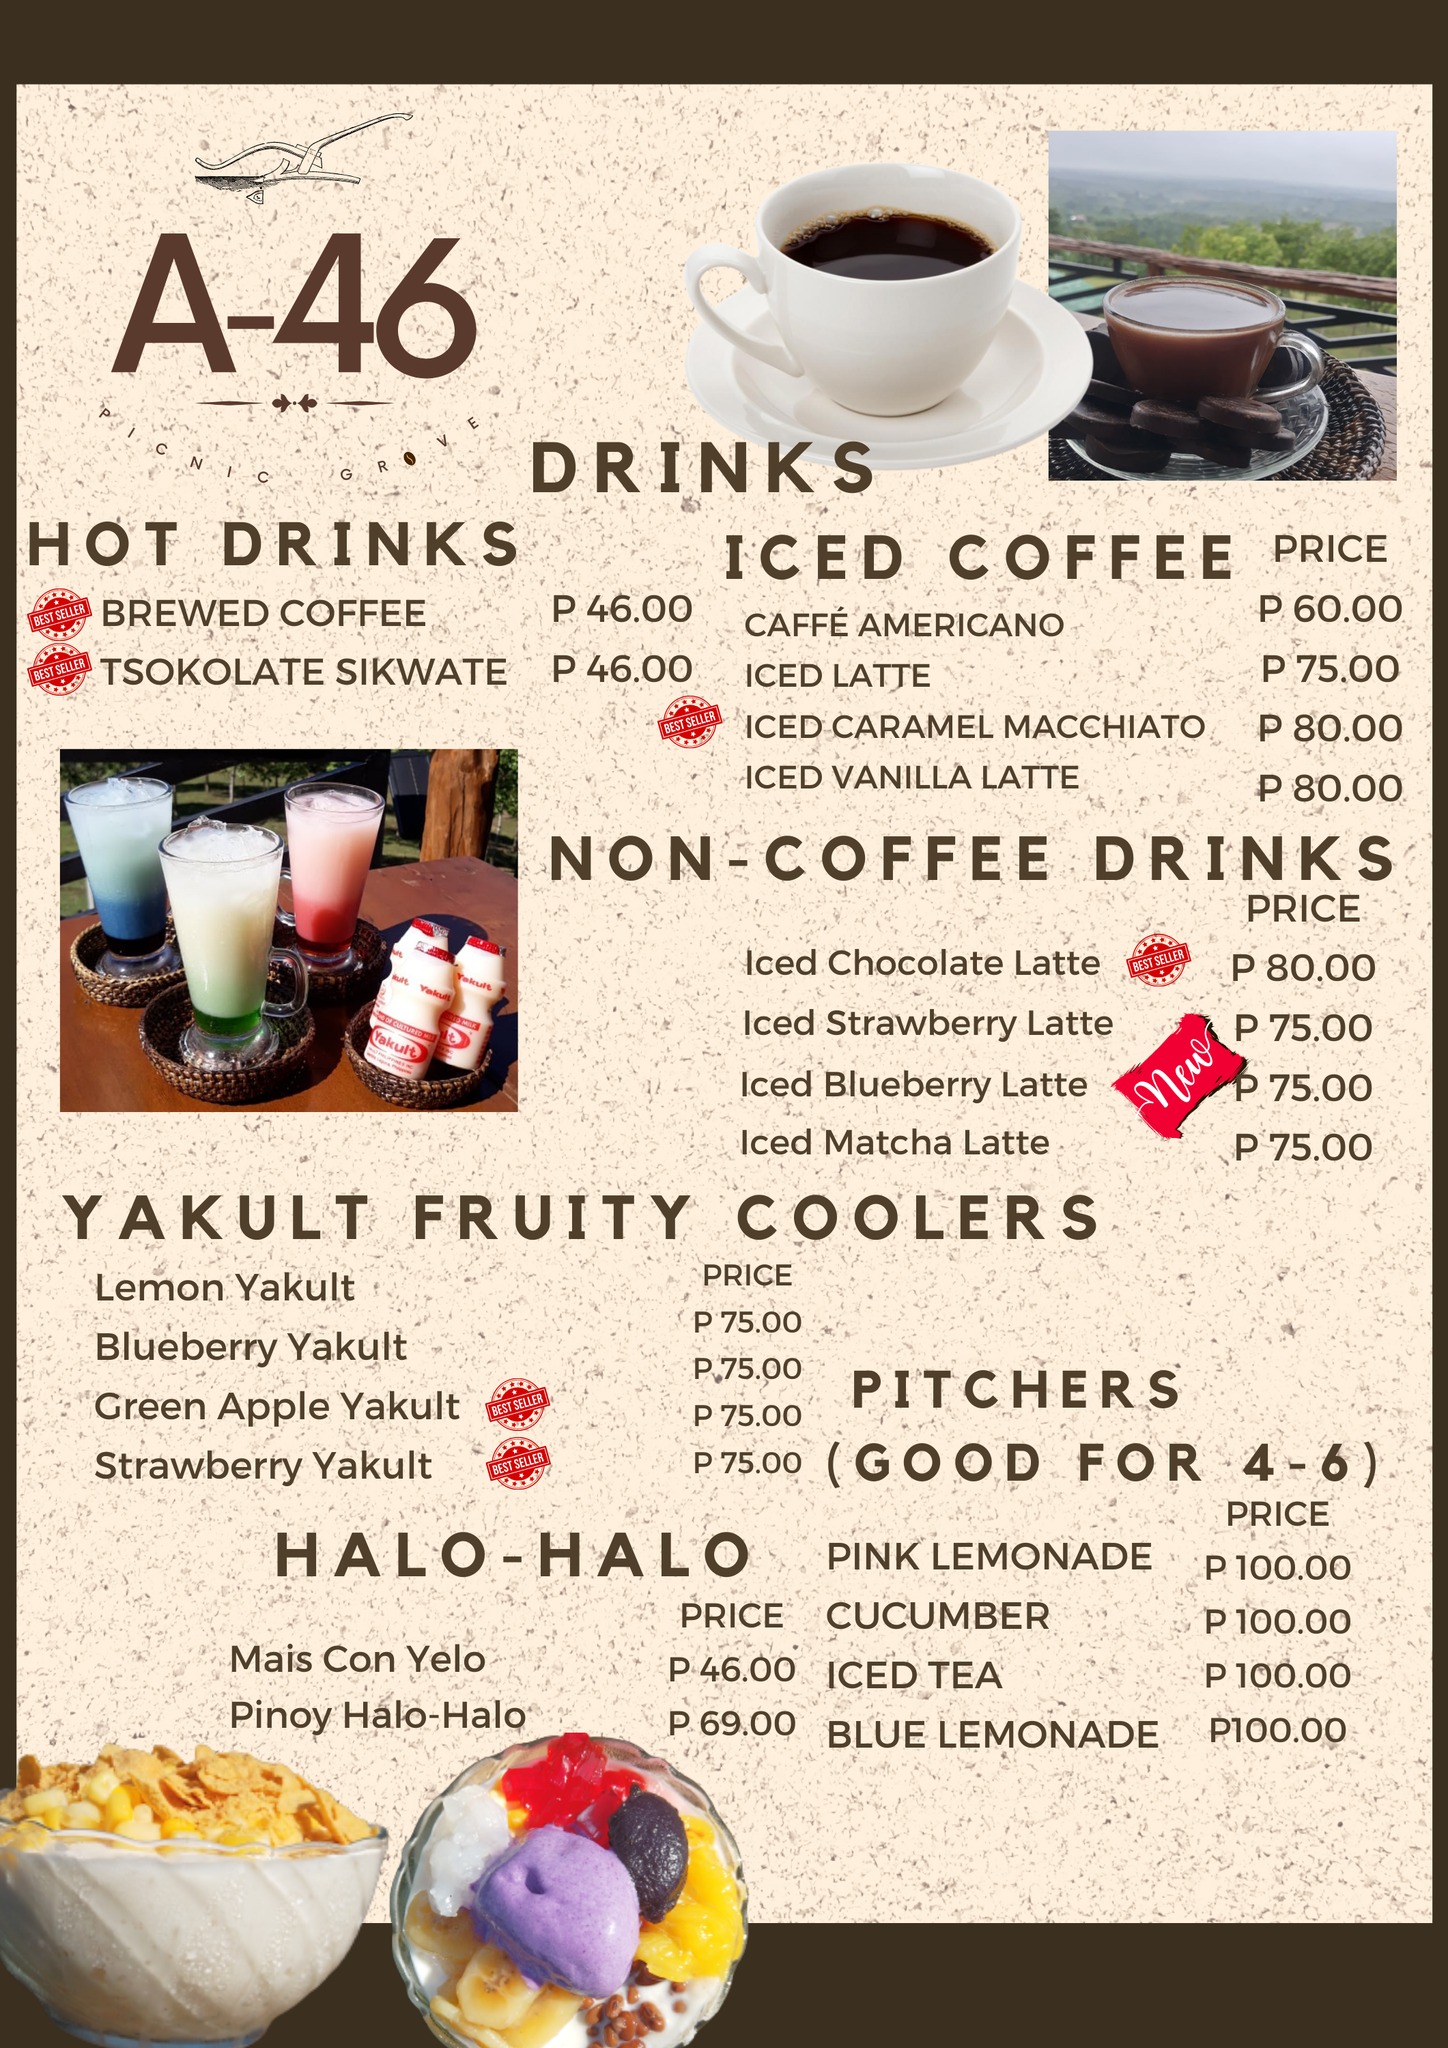 A-46
PICNIC GROVE
DRINKS
HOT DRINKS
BEST SELLER BREWED COFFEE P 46.00
BEST SELLER TSOKOLATE SIKWATE P 46.00
ICED COFFEE PRICE
CAFFÉ AMERICANO P 60.00
ICED LATTE P 75.00
BEST SELLER ICED CARAMEL MACCHIATO P 80.00
ICED VANILLA LATTE P 80.00
Yakult
Yakult
Yakult
NON-COFFEE DRINKS
PRICE
Iced Chocolate Latte BEST SELLER P 80.00
Iced Strawberry Latte P 75.00
Iced Blueberry Latte New P 75.00
Iced Matcha Latte P 75.00
YAKULT FRUITY COOLERS
PRICE
Lemon Yakult P 75.00
Blueberry Yakult P 75.00
Green Apple Yakult BEST SELLER P 75.00
Strawberry Yakult BEST SELLER P 75.00
HALO-HALO
PRICE
Mais Con Yelo P 46.00
Pinoy Halo-Halo P 69.00
PITCHERS
(GOOD FOR 4-6)
PRICE
PINK LEMONADE P 100.00
CUCUMBER P 100.00
ICED TEA P 100.00
BLUE LEMONADE P100.00